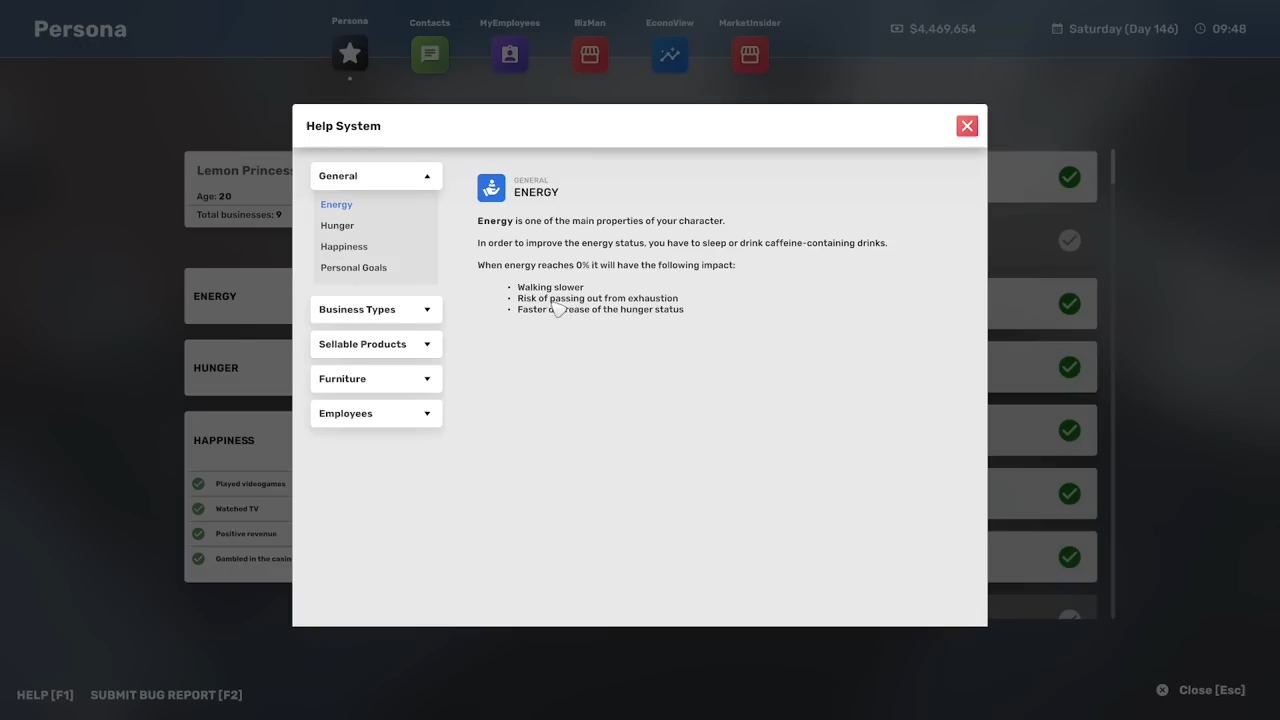 Persona
Persona
Contacts
MyEmployees
BizMan
EconoView
MarketInsider
$4,469,654
Saturday (Day 146)
09:48
Help System
General
Energy
Hunger
Happiness
Personal Goals
Business Types
Sellable Products
Furniture
Employees
GENERAL
ENERGY
Energy is one of the main properties of your character.
In order to improve the energy status, you have to sleep or drink caffeine-containing drinks.
When energy reaches 0% it will have the following impact:
• Walking slower
• Risk of passing out from exhaustion
• Faster decrease of the hunger status
Lemon Princess
Age: 20
Total businesses: 9
ENERGY
HUNGER
HAPPINESS
Played videogames
Watched TV
Positive revenue
Gambled in the casin
HELP [F1]
SUBMIT BUG REPORT [F2]
Close [Esc]